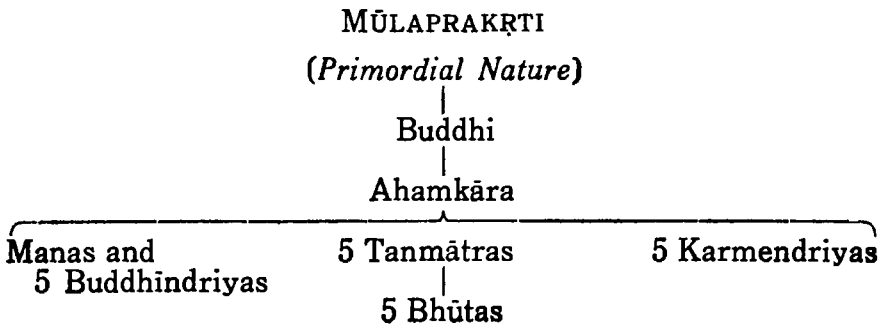 MŪLAPRAKṚTI
(Primordial Nature)
Buddhi
Ahamkāra
Manas and 5 Tanmātras 5 Karmendriyas
5 Buddhīndriyas
5 Bhūtas